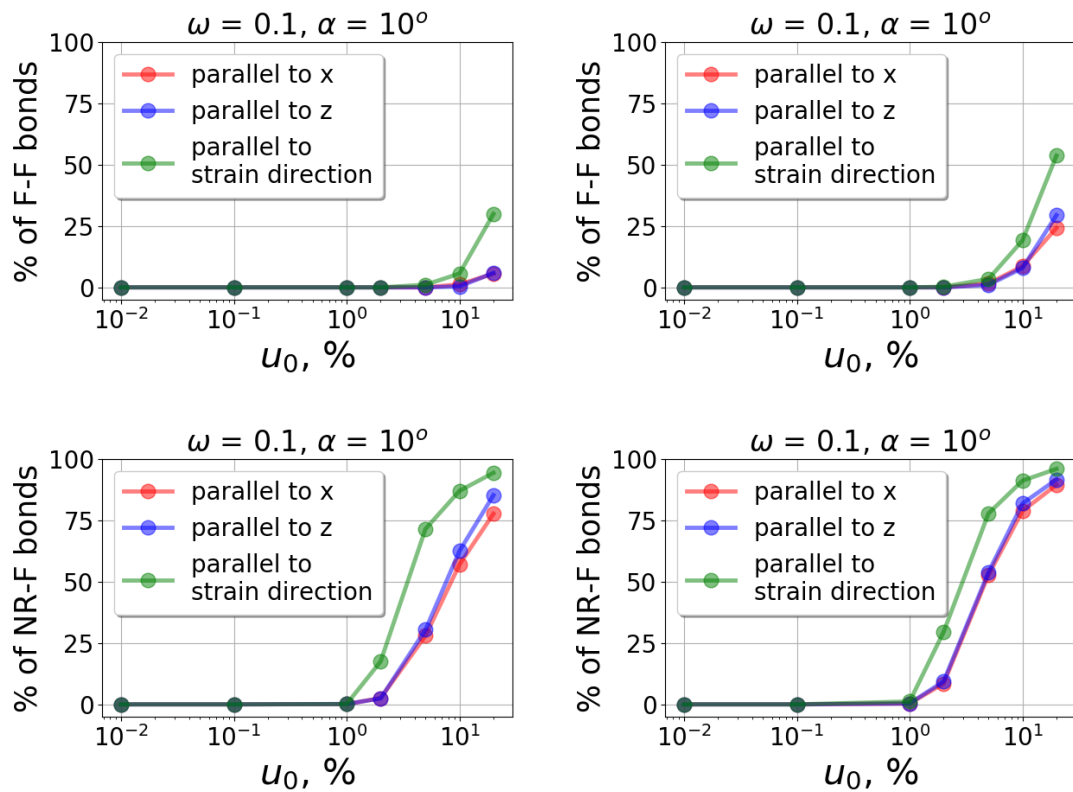 ω = 0.1, α = 10°
% of F-F bonds
100
75
50
25
0
parallel to x
parallel to z
parallel to
strain direction
10⁻²
10⁻¹
10⁰
10¹
u₀, %
ω = 0.1, α = 10°
% of F-F bonds
100
75
50
25
0
parallel to x
parallel to z
parallel to
strain direction
10⁻²
10⁻¹
10⁰
10¹
u₀, %
ω = 0.1, α = 10°
% of NR-F bonds
100
75
50
25
0
parallel to x
parallel to z
parallel to
strain direction
10⁻²
10⁻¹
10⁰
10¹
u₀, %
ω = 0.1, α = 10°
% of NR-F bonds
100
75
50
25
0
parallel to x
parallel to z
parallel to
strain direction
10⁻²
10⁻¹
10⁰
10¹
u₀, %